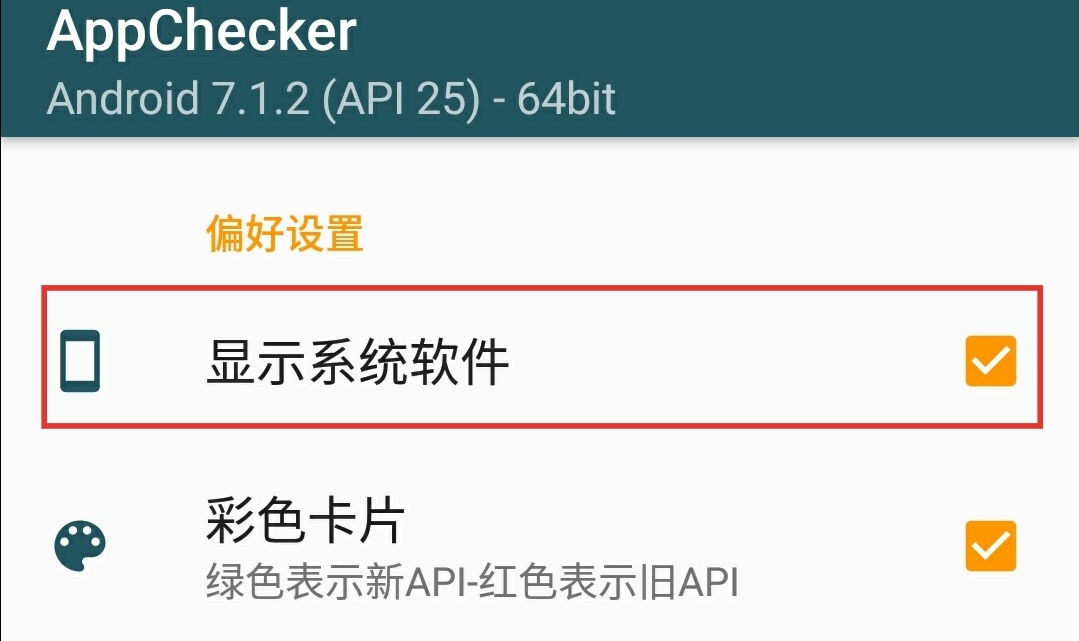 AppChecker
Android 7.1.2 (API 25) - 64bit
偏好设置
显示系统软件
彩色卡片
绿色表示新API-红色表示旧API